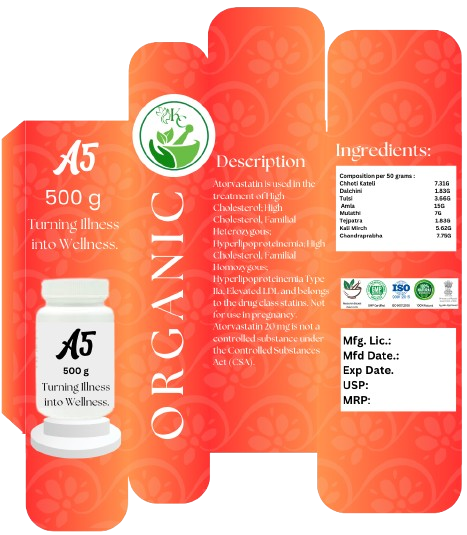 A5
500 g
Turning Illness
into Wellness.
A5
500 g
Turning Illness
into Wellness.
K
ORGANIC
Description
Atorvastatin is used in the
treatment of High
Cholesterol; High
Cholesterol, Familial
Heterozygous;
Hyperlipoproteinemia; High
Cholesterol, Familial
Homozygous;
Hyperlipoproteinemia Type
IIa, Elevated LDL and belongs
to the drug class statins. Not
for use in pregnancy.
Atorvastatin 20 mg is not a
controlled substance under
the Controlled Substances
Act (CSA).
Ingredients:
Composition per 50 grams :
Chhoti Kateli 7.31G
Dalchini 1.83G
Tulsi 3.66G
Amla 15G
Mulathi 7G
Tejpatra 1.83G
Kali Mirch 5.62G
Chandraprabha 7.75G
GMP
ISO
Mfg. Lic.:
Mfd Date.:
Exp Date.
USP:
MRP: